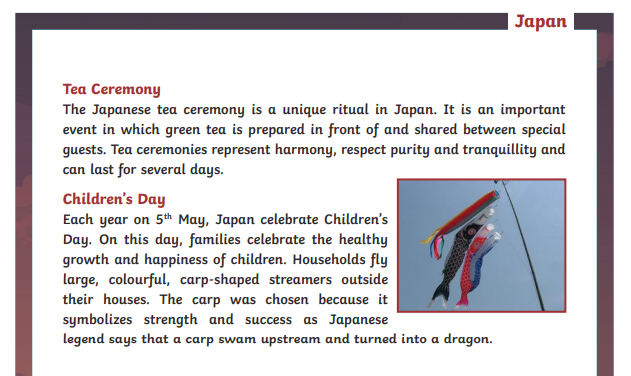 Japan
Tea Ceremony
The Japanese tea ceremony is a unique ritual in Japan. It is an important
event in which green tea is prepared in front of and shared between special
guests. Tea ceremonies represent harmony, respect purity and tranquillity and
can last for several days.
Children's Day
Each year on 5th May, Japan celebrate Children's
Day. On this day, families celebrate the healthy
growth and happiness of children. Households fly
large, colourful, carp-shaped streamers outside
their houses. The carp was chosen because it
symbolizes strength and success as Japanese
legend says that a carp swam upstream and turned into a dragon.